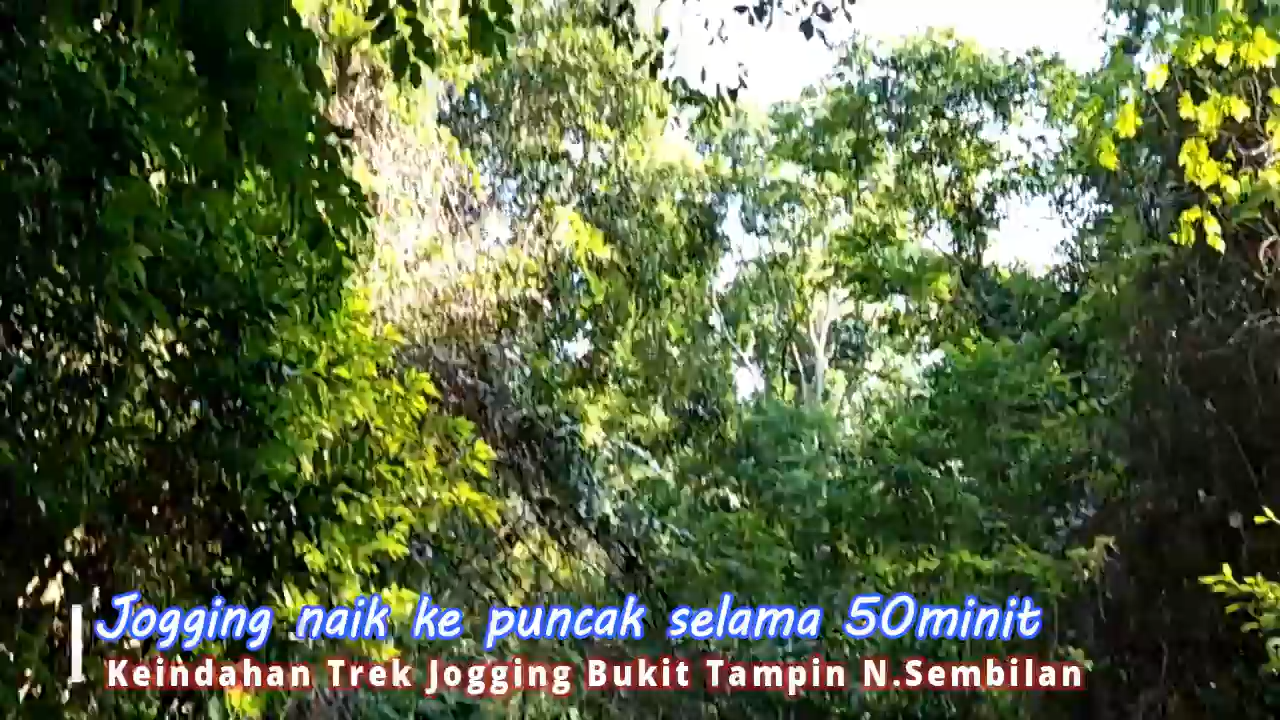 Jogging naik ke puncak selama 50minit
Keindahan Trek Jogging Bukit Tampin N.Sembilan